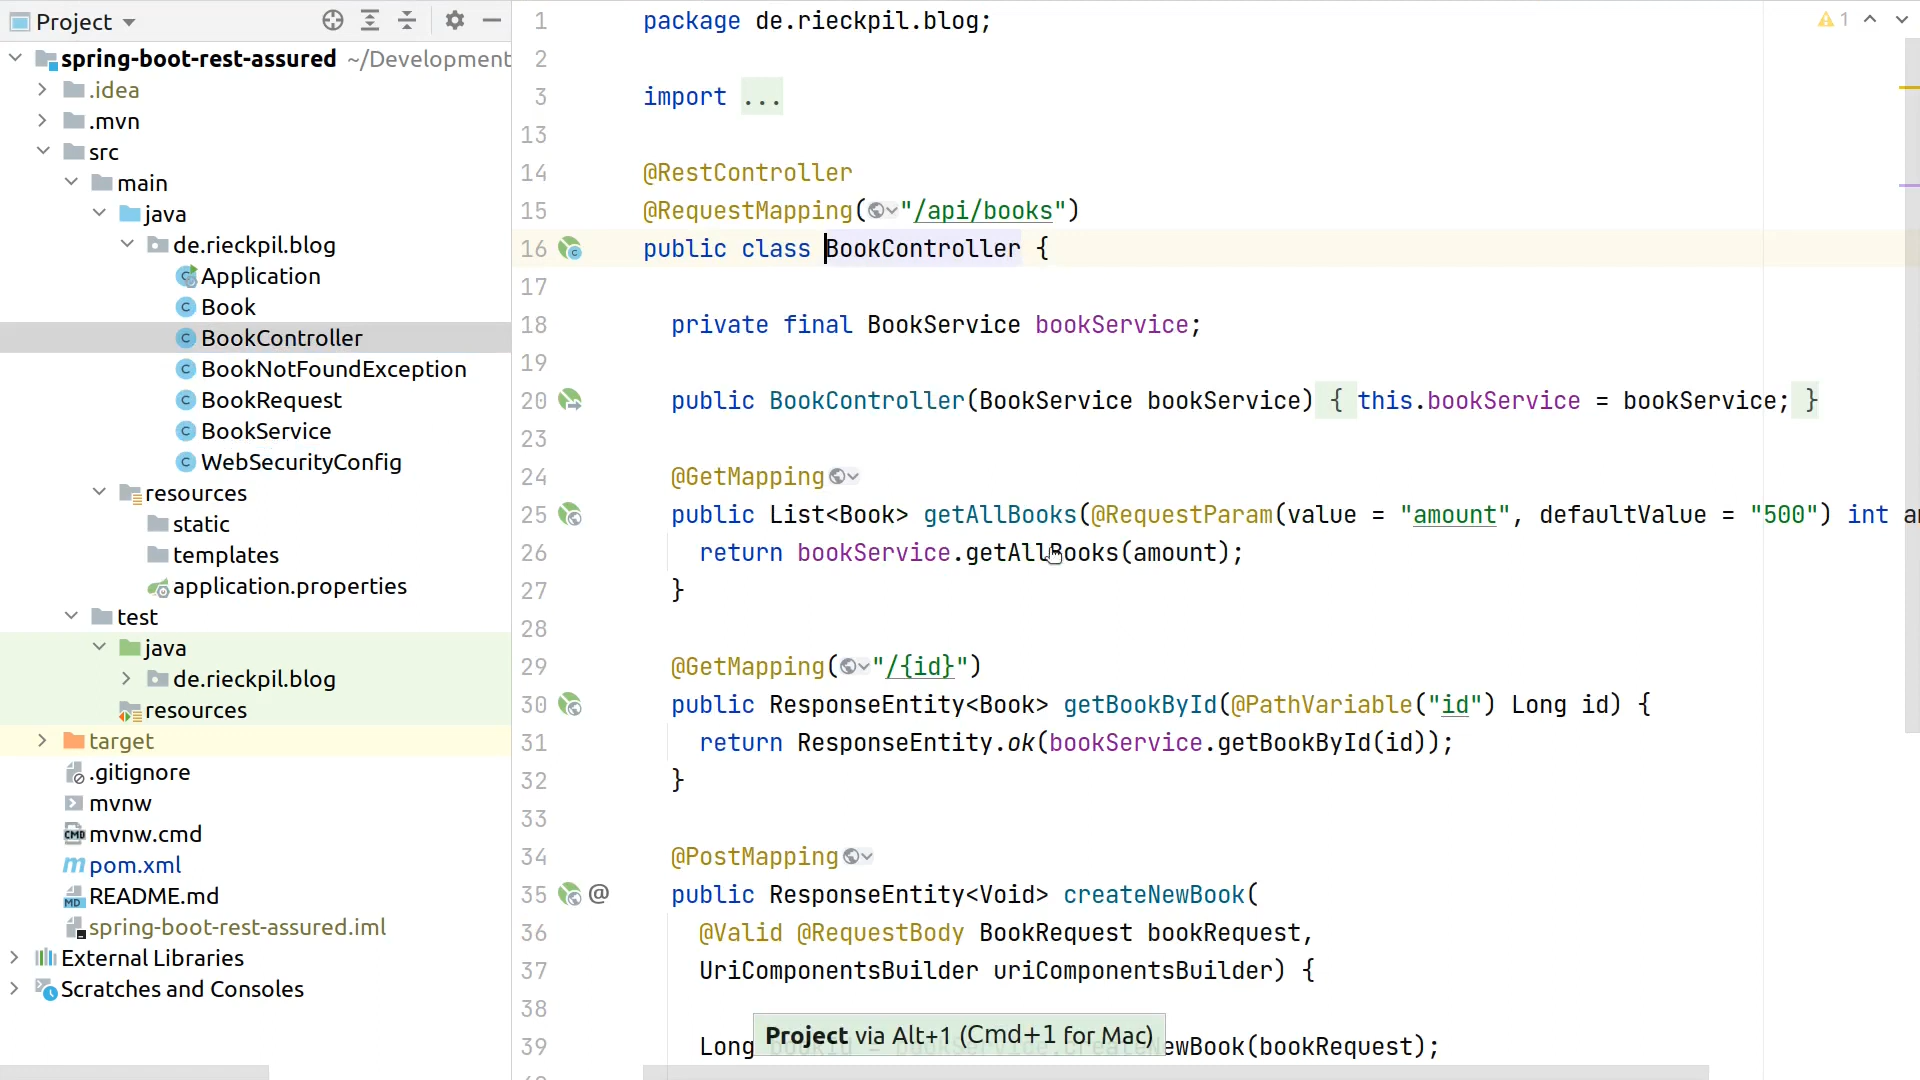 Project
spring-boot-rest-assured ~/Development
.idea
.mvn
src
main
java
de.rieckpil.blog
Application
Book
BookController
BookNotFoundException
BookRequest
BookService
WebSecurityConfig
resources
static
templates
application.properties
test
java
de.rieckpil.blog
resources
target
.gitignore
mvnw
mvnw.cmd
pom.xml
README.md
spring-boot-rest-assured.iml
External Libraries
Scratches and Consoles
1 package de.rieckpil.blog;
2
3 import ...
13
14 @RestController
15 @RequestMapping("/api/books")
16 public class BookController {
17
18 private final BookService bookService;
19
20 public BookController(BookService bookService) { this.bookService = bookService; }
23
24 @GetMapping
25 public List<Book> getAllBooks(@RequestParam(value = "amount", defaultValue = "500") int
26 return bookService.getAllBooks(amount);
27 }
28
29 @GetMapping("/{id}")
30 public ResponseEntity<Book> getBookById(@PathVariable("id") Long id) {
31 return ResponseEntity.ok(bookService.getBookById(id));
32 }
33
34 @PostMapping
35 @ public ResponseEntity<Void> createNewBook(
36 @Valid @RequestBody BookRequest bookRequest,
37 UriComponentsBuilder uriComponentsBuilder) {
38
39 Long bookId = bookService.createNewBook(bookRequest);
Project via Alt+1 (Cmd+1 for Mac)
1